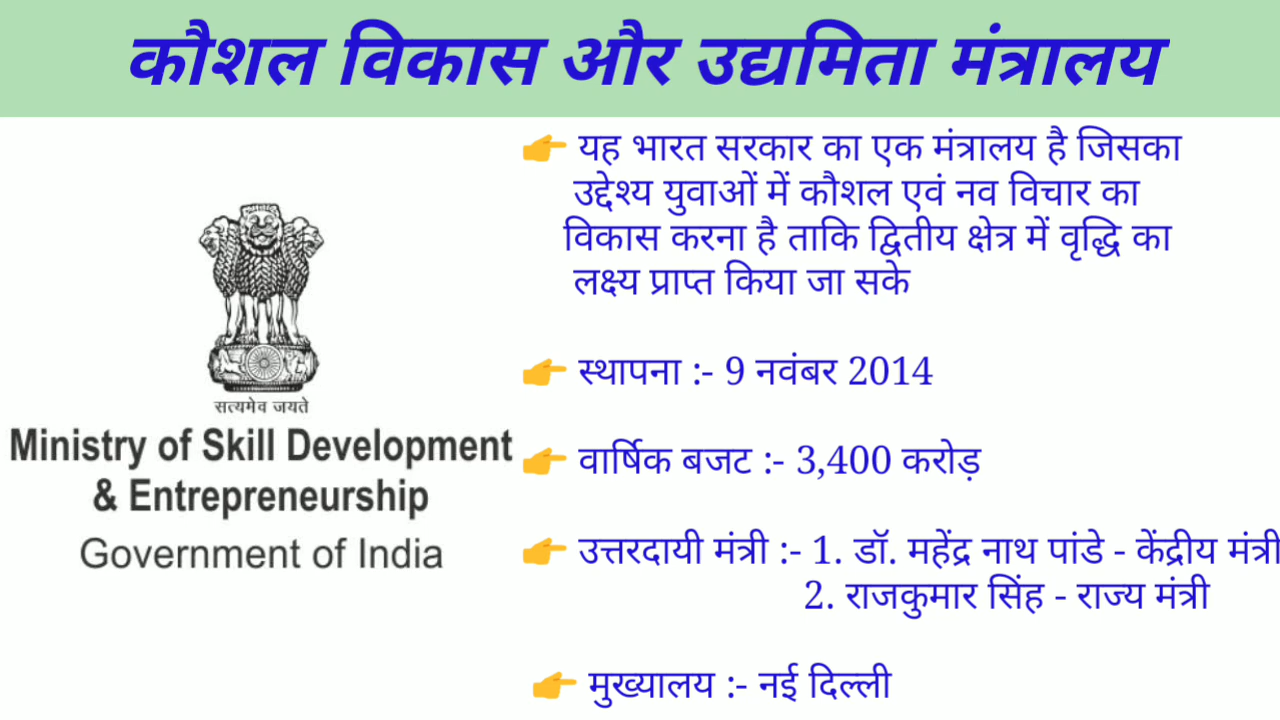 कौशल विकास और उद्यमिता मंत्रालय
👉 यह भारत सरकार का एक मंत्रालय है जिसका
उद्देश्य युवाओं में कौशल एवं नव विचार का
विकास करना है ताकि द्वितीय क्षेत्र में वृद्धि का
लक्ष्य प्राप्त किया जा सके
👉 स्थापना :- 9 नवंबर 2014
👉 वार्षिक बजट :- 3,400 करोड़
👉 उत्तरदायी मंत्री :- 1. डॉ. महेंद्र नाथ पांडे - केंद्रीय मंत्री
2. राजकुमार सिंह - राज्य मंत्री
👉 मुख्यालय :- नई दिल्ली
सत्यमेव जयते
Ministry of Skill Development
& Entrepreneurship
Government of India